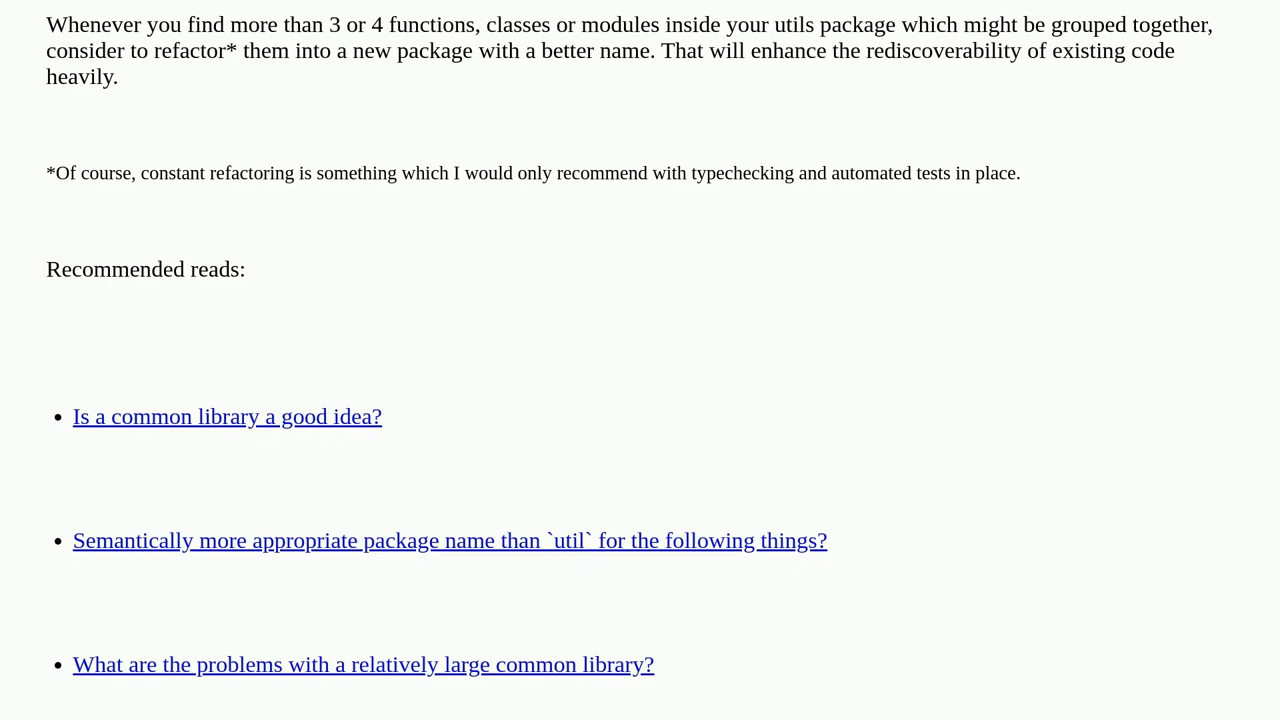 Whenever you find more than 3 or 4 functions, classes or modules inside your utils package which might be grouped together,
consider to refactor* them into a new package with a better name. That will enhance the rediscoverability of existing code
heavily.
*Of course, constant refactoring is something which I would only recommend with typechecking and automated tests in place.
Recommended reads:
• Is a common library a good idea?
• Semantically more appropriate package name than `util` for the following things?
• What are the problems with a relatively large common library?